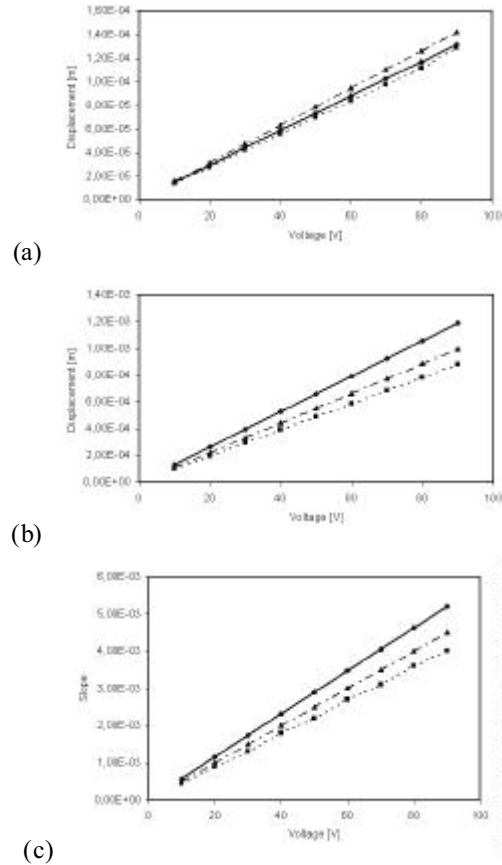 1,60E-04
1,40E-04
1,20E-04
1,00E-04
8,00E-05
6,00E-05
4,00E-05
2,00E-05
0,00E+00
Displacement [m]
0 20 40 60 80 100
Voltage [V]
(a)
1,40E-03
1,20E-03
1,00E-03
8,00E-04
6,00E-04
4,00E-04
2,00E-04
0,00E+00
Displacement [m]
0 20 40 60 80 100
Voltage [V]
(b)
6,00E-03
5,00E-03
4,00E-03
3,00E-03
2,00E-03
1,00E-03
0,00E+00
Slope
0 20 40 60 80 100
Voltage [V]
(c)